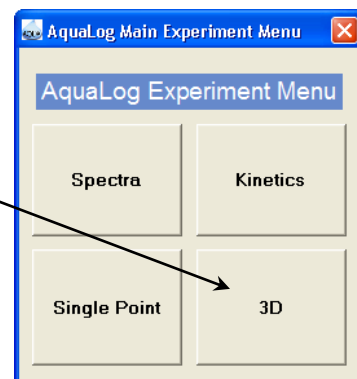 AquaLog Main Experiment Menu
AquaLog Experiment Menu
Spectra Kinetics
Single Point 3D